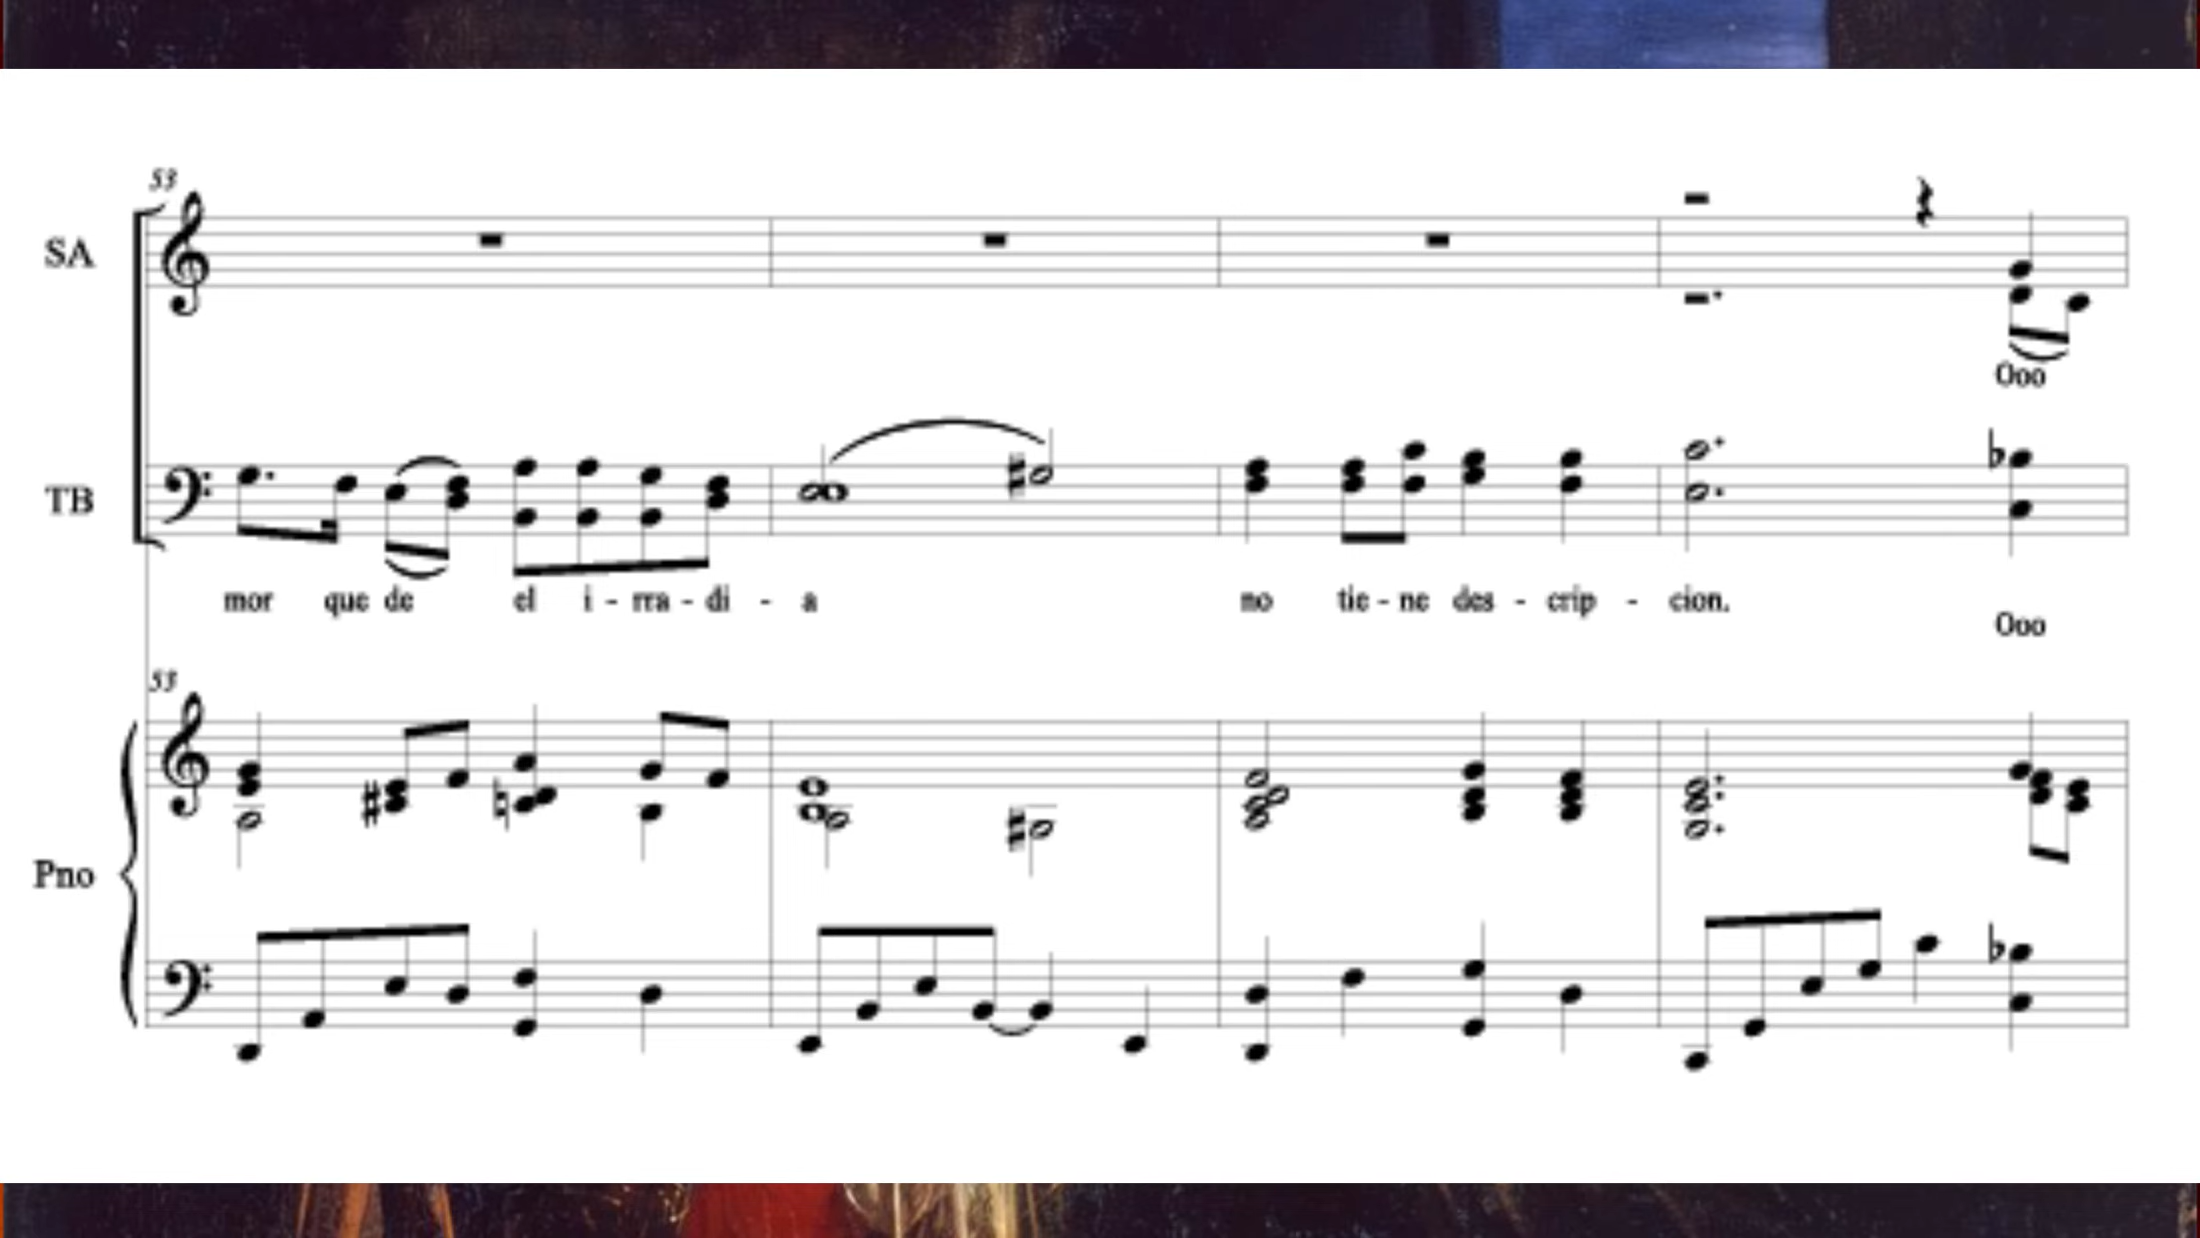 53
SA
Ooo
TB
mor que de el i - rra - di - a no tie - ne des - crip - cion.
Ooo
53
Pno